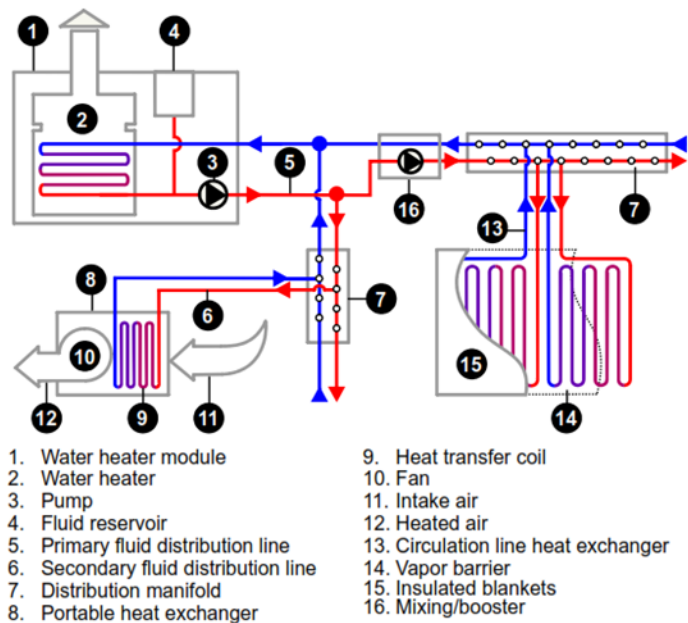 1
4
2
3
5
16
7
13
8
7
6
10
15
12
9
11
14
1. Water heater module
2. Water heater
3. Pump
4. Fluid reservoir
5. Primary fluid distribution line
6. Secondary fluid distribution line
7. Distribution manifold
8. Portable heat exchanger
9. Heat transfer coil
10. Fan
11. Intake air
12. Heated air
13. Circulation line heat exchanger
14. Vapor barrier
15. Insulated blankets
16. Mixing/booster